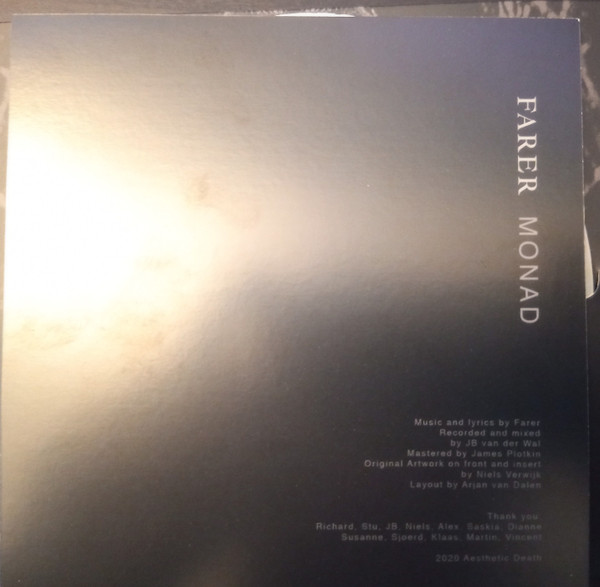 FARER MONAD
Music and lyrics by Farer
Recorded and mixed
by JB van der Wal
Mastered by James Plotkin
Original Artwork on front and insert
by Niels Verwijk
Layout by Arjan van Dalen
Thank you:
Richard, Stu, JB, Niels, Alex, Saskia, Dianne
Susanne, Sjoerd, Klaas, Martin, Vincent
2020 Aesthetic Death